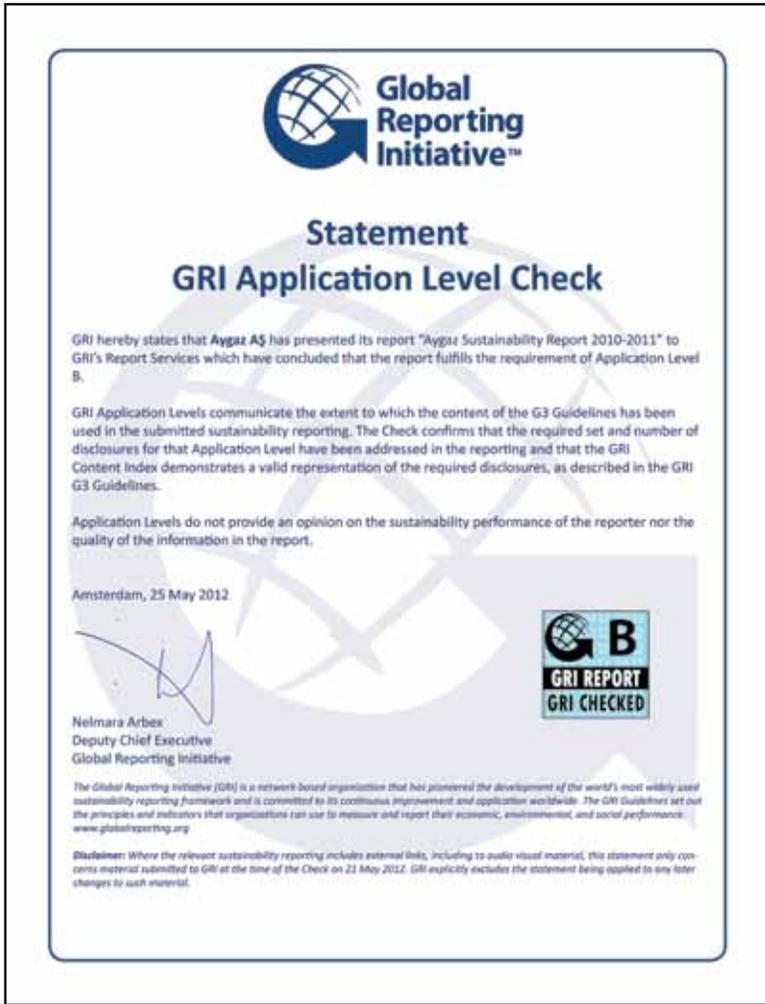 Global
Reporting
Initiative™
Statement
GRI Application Level Check
GRI hereby states that Aygaz AŞ has presented its report "Aygaz Sustainability Report 2010-2011" to
GRI's Report Services which have concluded that the report fulfills the requirement of Application Level
B.
GRI Application Levels communicate the extent to which the content of the G3 Guidelines has been
used in the submitted sustainability reporting. The Check confirms that the required set and number of
disclosures for that Application Level have been addressed in the reporting and that the GRI
Content Index demonstrates a valid representation of the required disclosures, as described in the GRI
G3 Guidelines.
Application Levels do not provide an opinion on the sustainability performance of the reporter nor the
quality of the information in the report.
Amsterdam, 25 May 2012
B
GRI REPORT
GRI CHECKED
Nelmara Arbex
Deputy Chief Executive
Global Reporting Initiative
The Global Reporting Initiative (GRI) is a network-based organization that has pioneered the development of the world's most widely used
sustainability reporting framework and is committed to its continuous improvement and application worldwide. The GRI Guidelines set out
the principles and indicators that organizations can use to measure and report their economic, environmental, and social performance.
www.globalreporting.org
Disclaimer: Where the relevant sustainability reporting includes external links, including to audio visual material, this statement only con-
cerns material submitted to GRI at the time of the Check on 21 May 2012. GRI explicitly excludes the statement being applied to any later
changes to such material.